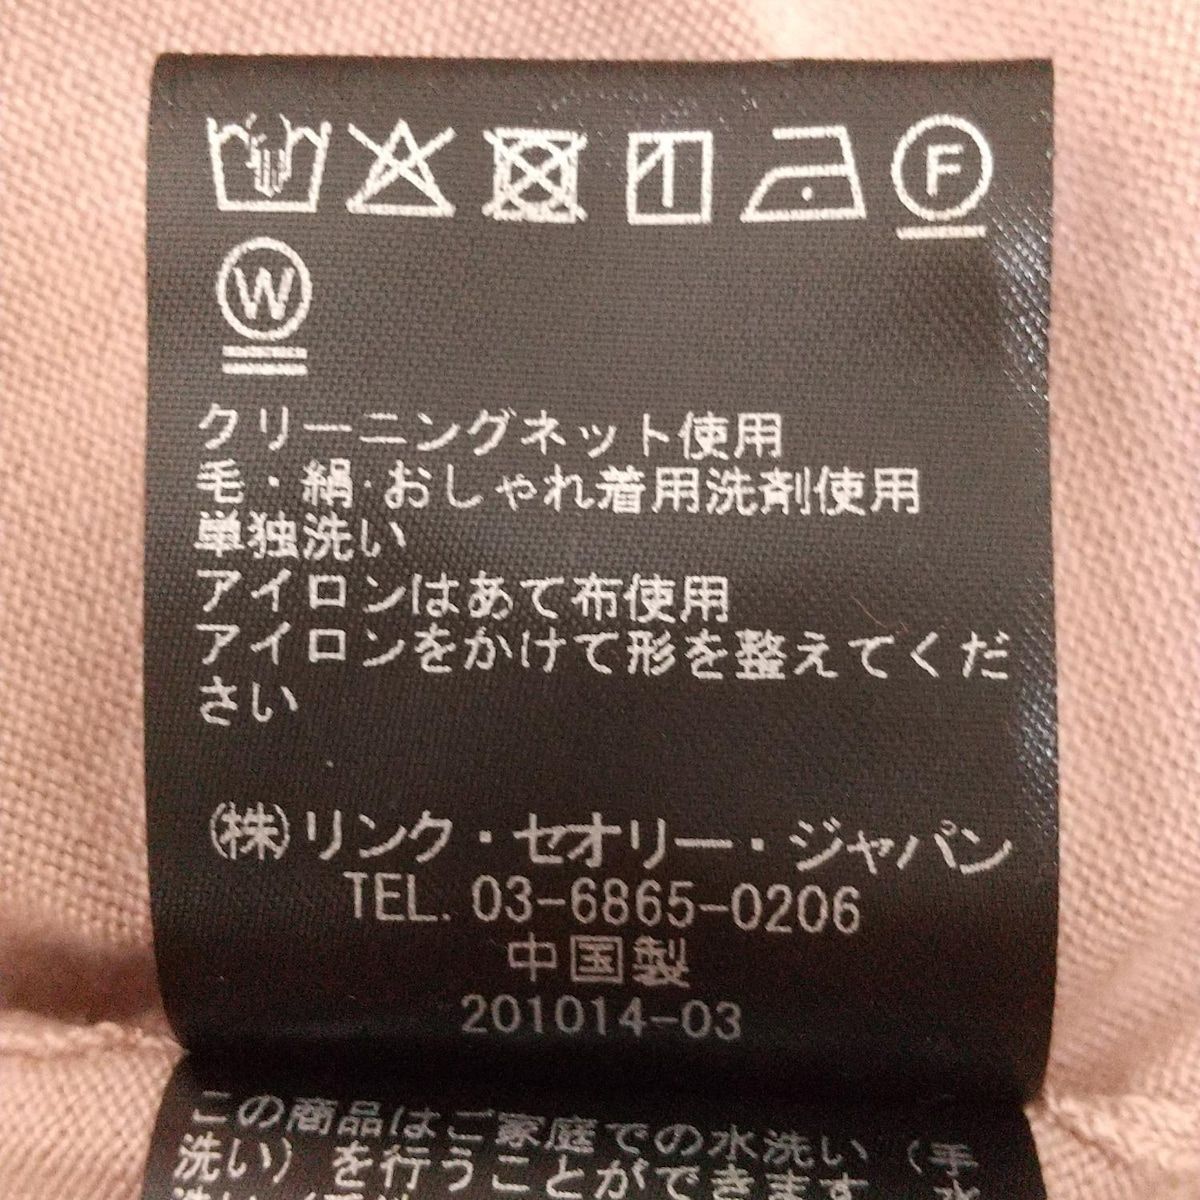 F
W
クリーニングネット使用
毛・絹・おしゃれ着用洗剤使用
単独洗い
アイロンはあて布使用
アイロンをかけて形を整えてくだ
さい
(株)リンク・セオリー・ジャパン
TEL. 03-6865-0206
中国製
201014-03
この商品はご家庭での水洗い(手
洗い)を行うことができます。水